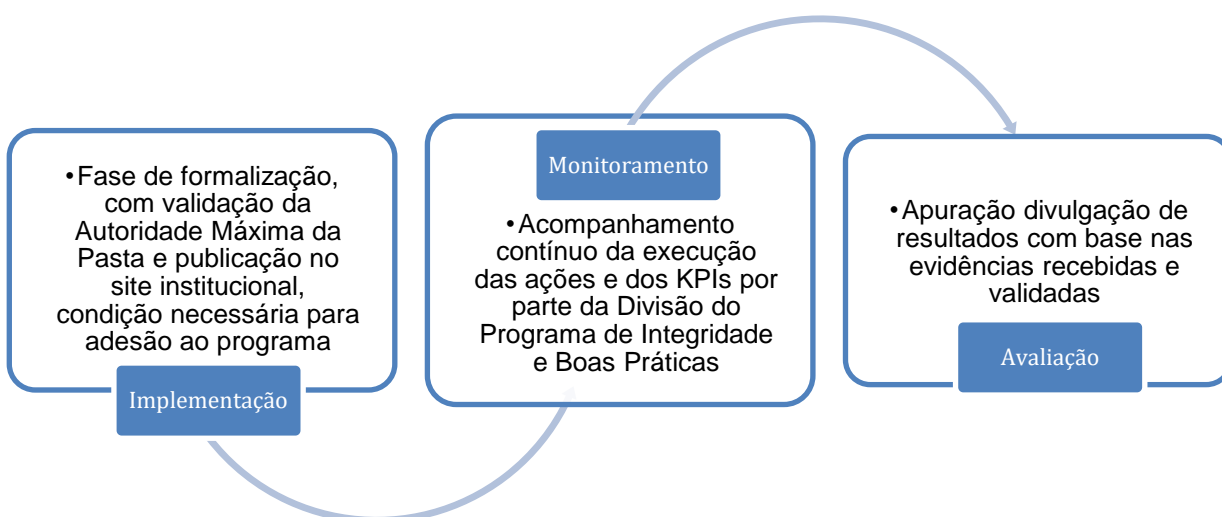 •Fase de formalização,
com validação da
Autoridade Máxima da
Pasta e publicação no
site institucional,
condição necessária para
adesão ao programa
Implementação
Monitoramento
•Acompanhamento
contínuo da execução
das ações e dos KPIs por
parte da Divisão do
Programa de Integridade
e Boas Práticas
•Apuração divulgação de
resultados com base nas
evidências recebidas e
validadas
Avaliação